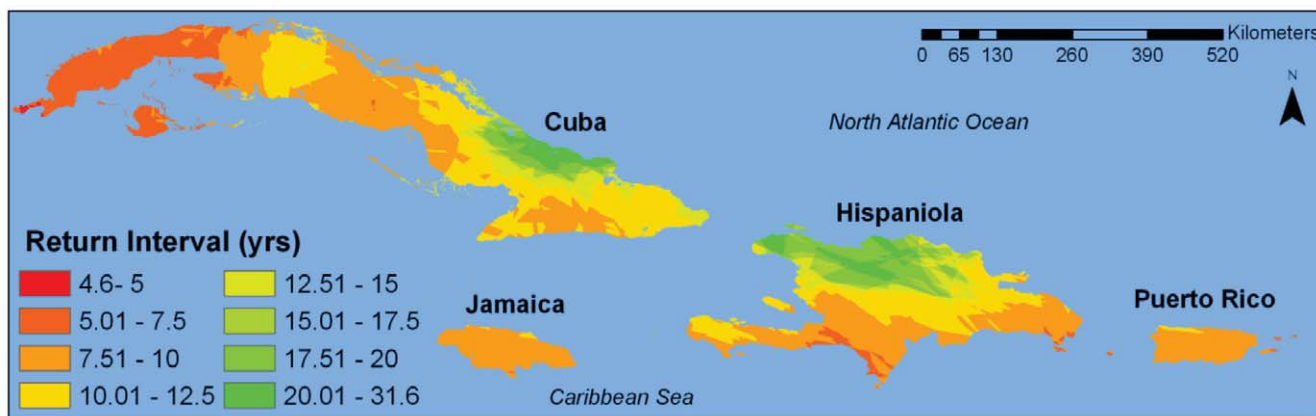 Kilometers
0 65 130 260 390 520
N
Cuba
North Atlantic Ocean
Hispaniola
Return Interval (yrs)
4.6- 5
5.01 - 7.5
7.51 - 10
10.01 - 12.5
12.51 - 15
15.01 - 17.5
17.51 - 20
20.01 - 31.6
Jamaica
Puerto Rico
Caribbean Sea